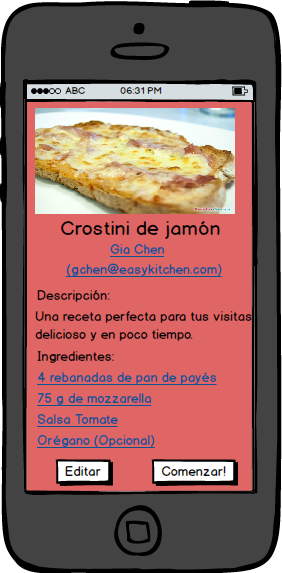 ABC 06:31 PM
Crostini de jamón
Gia Chen
(gchen@easykitchen.com)
Descripción:
Una receta perfecta para tus visitas
delicioso y en poco tiempo.
Ingredientes:
4 rebanadas de pan de payés
75 g de mozzarella
Salsa Tomate
Orégano (Opcional)
Editar Comenzar!